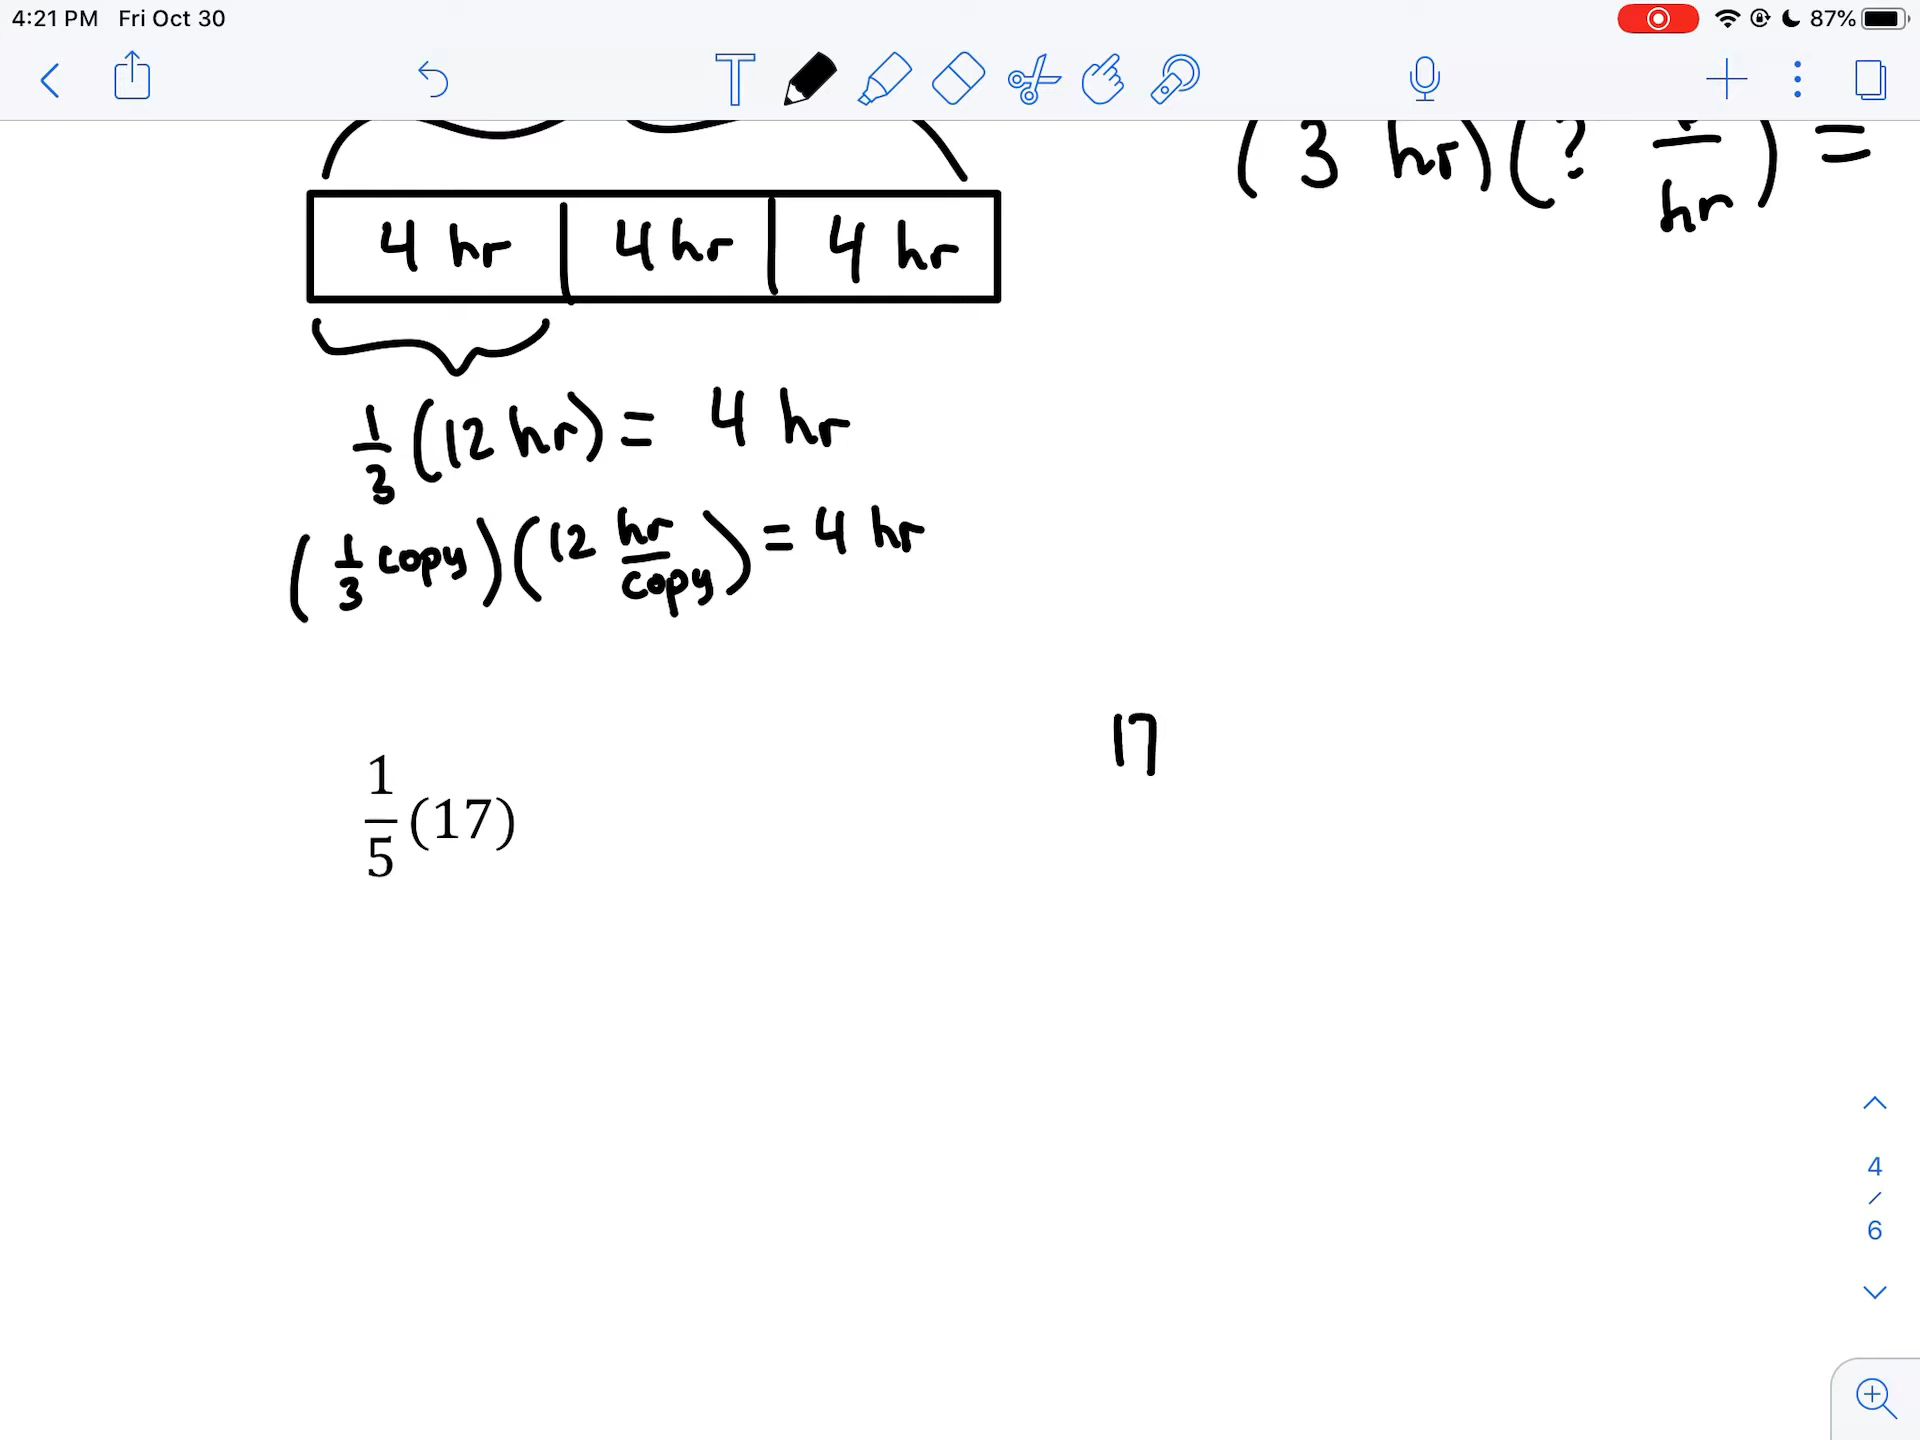 4:21 PM Fri Oct 30 87%
T
(3 hr)(? /hr) =
4 hr 4 hr 4 hr
1/3 (12 hr) = 4 hr
(1/3 copy)(12 hr/copy) = 4 hr
17
1/5 (17)
4
/
6